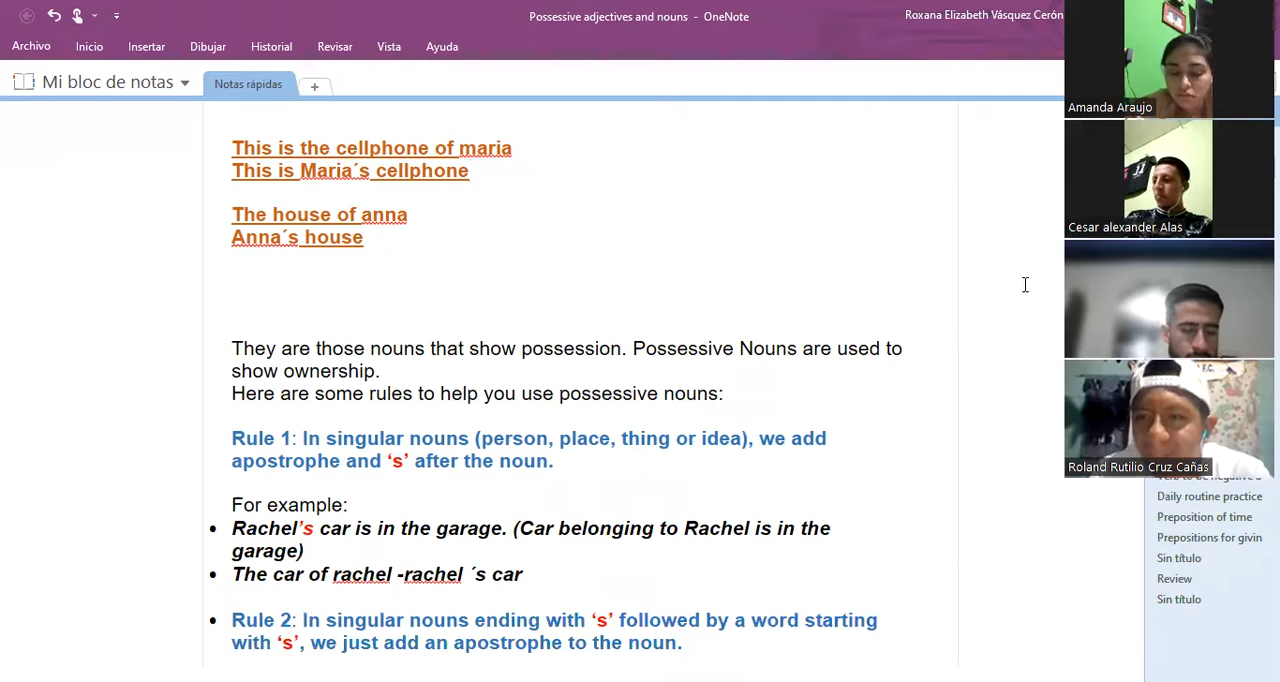 Possessive adjectives and nouns - OneNote
Roxana Elizabeth Vásquez Cerón
Archivo Inicio Insertar Dibujar Historial Revisar Vista Ayuda
Mi bloc de notas
Notas rápidas
+
This is the cellphone of maria
This is Maria´s cellphone
The house of anna
Anna´s house
They are those nouns that show possession. Possessive Nouns are used to
show ownership.
Here are some rules to help you use possessive nouns:
Rule 1: In singular nouns (person, place, thing or idea), we add
apostrophe and ‘s’ after the noun.
For example:
• Rachel’s car is in the garage. (Car belonging to Rachel is in the
garage)
• The car of rachel -rachel ´s car
• Rule 2: In singular nouns ending with ‘s’ followed by a word starting
with ‘s’, we just add an apostrophe to the noun.
Amanda Araujo
Cesar alexander Alas
Roland Rutilio Cruz Cañas
Daily routine practice
Preposition of time
Prepositions for givin
Sin título
Review
Sin título